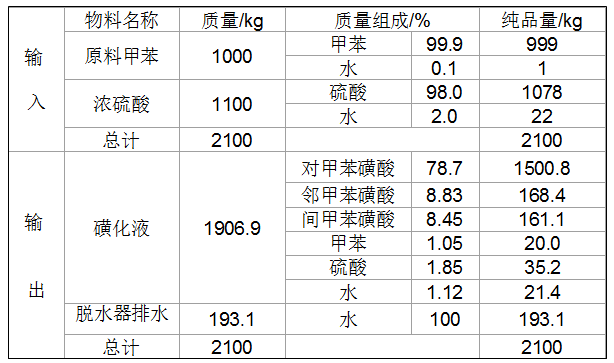 物料名称 质量/kg 质量组成/% 纯品量/kg
输入 原料甲苯 1000 甲苯 99.9 999
水 0.1 1
浓硫酸 1100 硫酸 98.0 1078
水 2.0 22
总计 2100 2100
输出 磺化液 1906.9 对甲苯磺酸 78.7 1500.8
邻甲苯磺酸 8.83 168.4
间甲苯磺酸 8.45 161.1
甲苯 1.05 20.0
硫酸 1.85 35.2
水 1.12 21.4
脱水器排水 193.1 水 100 193.1
总计 2100 2100